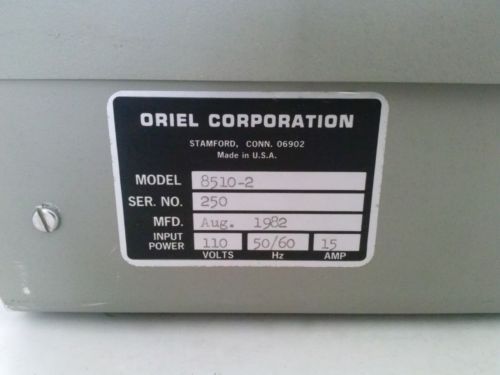 ORIEL CORPORATION
STAMFORD, CONN. 06902
Made in U.S.A.
MODEL 8510-2
SER. NO. 250
MFD. Aug. 1982
INPUT POWER 110 50/60 15
VOLTS Hz AMP